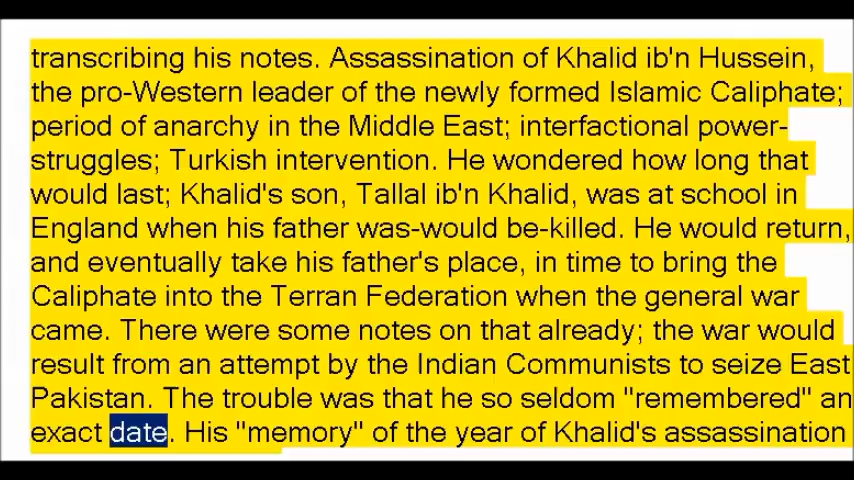 transcribing his notes. Assassination of Khalid ib'n Hussein,
the pro-Western leader of the newly formed Islamic Caliphate;
period of anarchy in the Middle East; interfactional power-
struggles; Turkish intervention. He wondered how long that
would last; Khalid's son, Tallal ib'n Khalid, was at school in
England when his father was-would be-killed. He would return,
and eventually take his father's place, in time to bring the
Caliphate into the Terran Federation when the general war
came. There were some notes on that already; the war would
result from an attempt by the Indian Communists to seize East
Pakistan. The trouble was that he so seldom "remembered" an
exact date. His "memory" of the year of Khalid's assassination